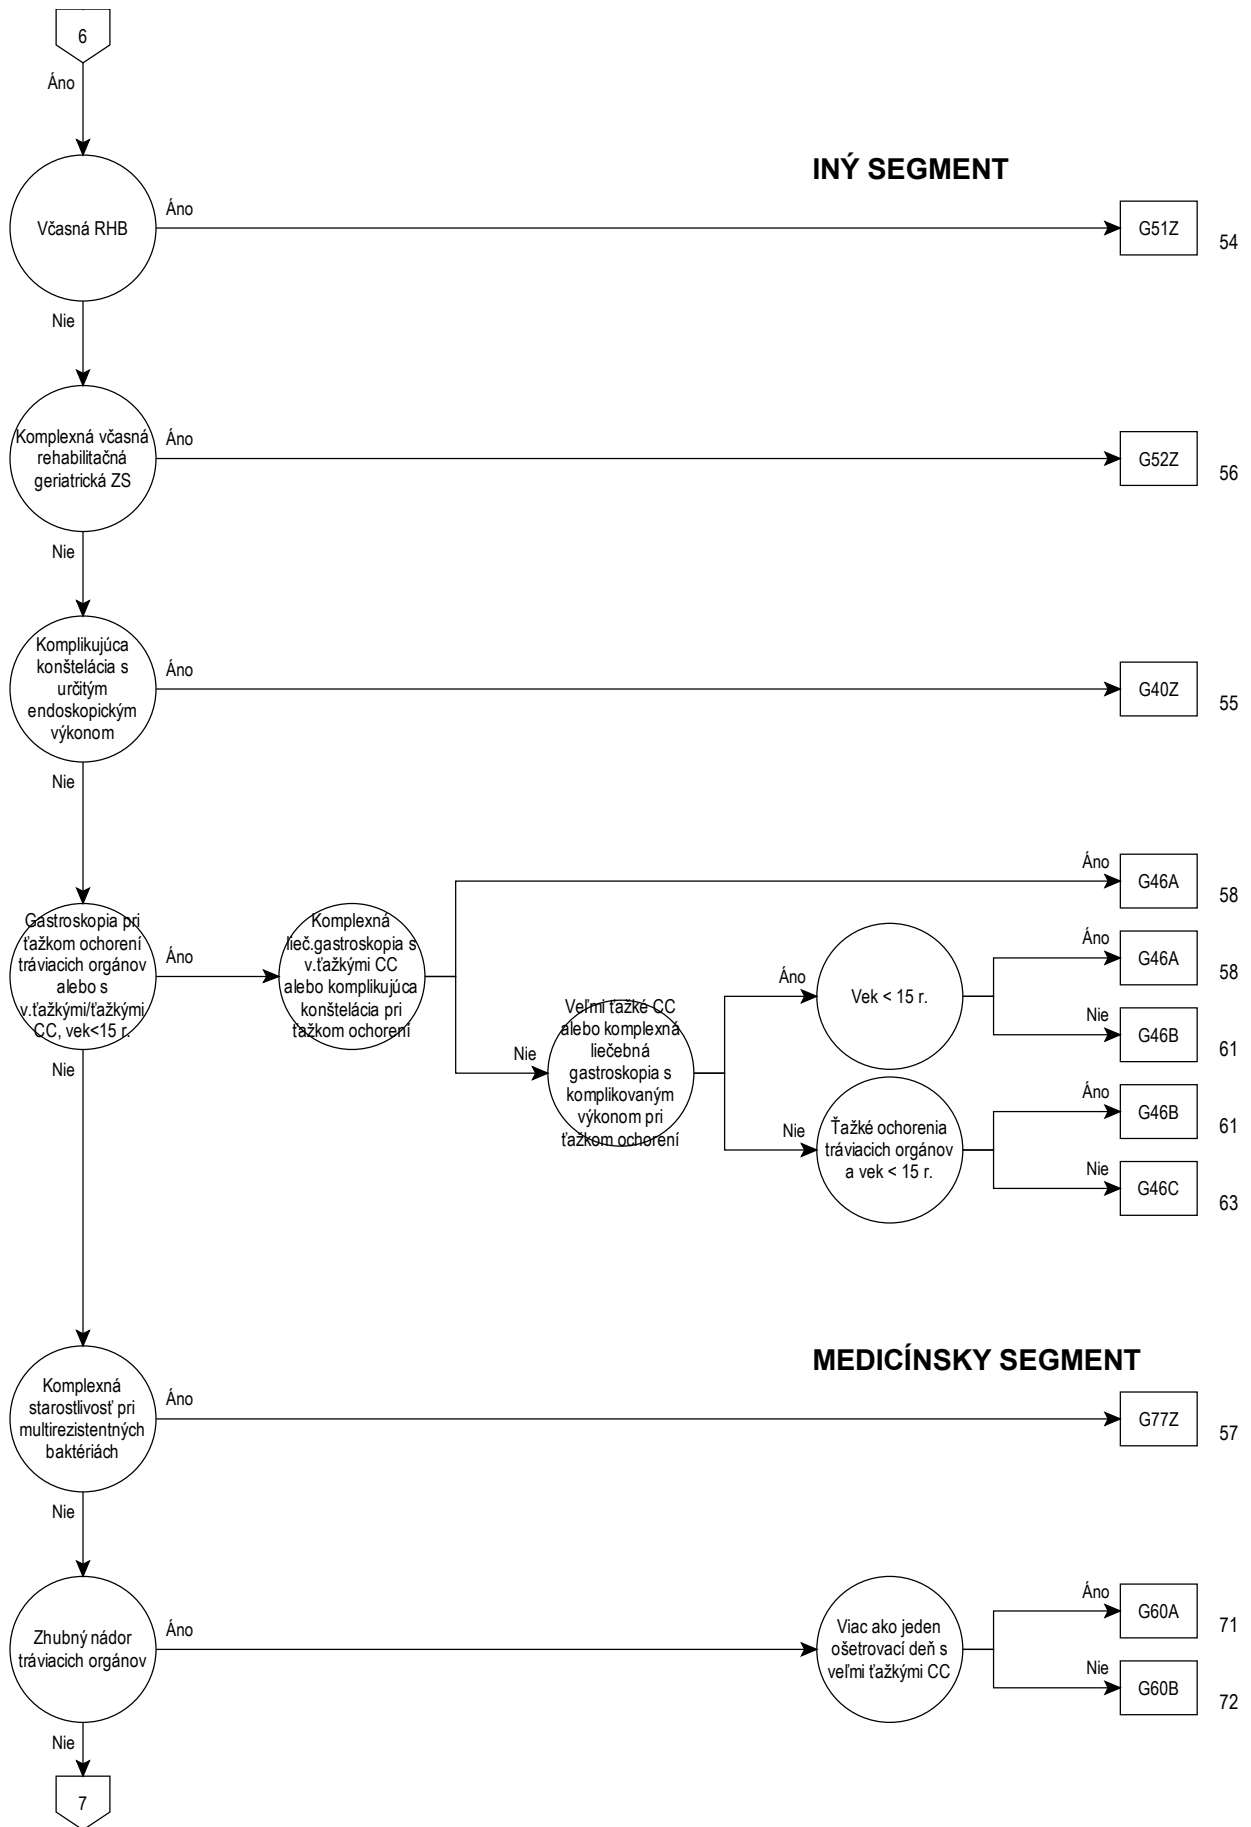 6
Áno
INÝ SEGMENT
Včasná RHB
Áno
G51Z
54
Nie
Komplexná včasná
rehabilitačná
geriatrická ZS
Áno
G52Z
56
Nie
Komplikujúca
konštelácia s
určitým
endoskopickým
výkonom
Áno
G40Z
55
Nie
Gastroskopia pri
ťažkom ochorení
tráviacich orgánov
alebo s
v.ťažkými/ťažkými
CC, vek<15 r.
Áno
Komplexná
lieč.gastroskopia s
v.ťažkými CC
alebo komplikujúca
konštelácia pri
ťažkom ochorení
Áno
G46A
58
Nie
Veľmi ťažké CC
alebo komplexná
liečebná
gastroskopia s
komplikovaným
výkonom pri
ťažkom ochorení
Áno
Vek < 15 r.
Áno
G46A
58
Nie
G46B
61
Nie
Ťažké ochorenia
tráviacich orgánov
a vek < 15 r.
Áno
G46B
61
Nie
G46C
63
Nie
MEDICÍNSKY SEGMENT
Komplexná
starostlivosť pri
multirezistentných
baktériách
Áno
G77Z
57
Nie
Zhubný nádor
tráviacich orgánov
Áno
Viac ako jeden
ošetrovací deň s
veľmi ťažkými CC
Áno
G60A
71
Nie
G60B
72
Nie
7